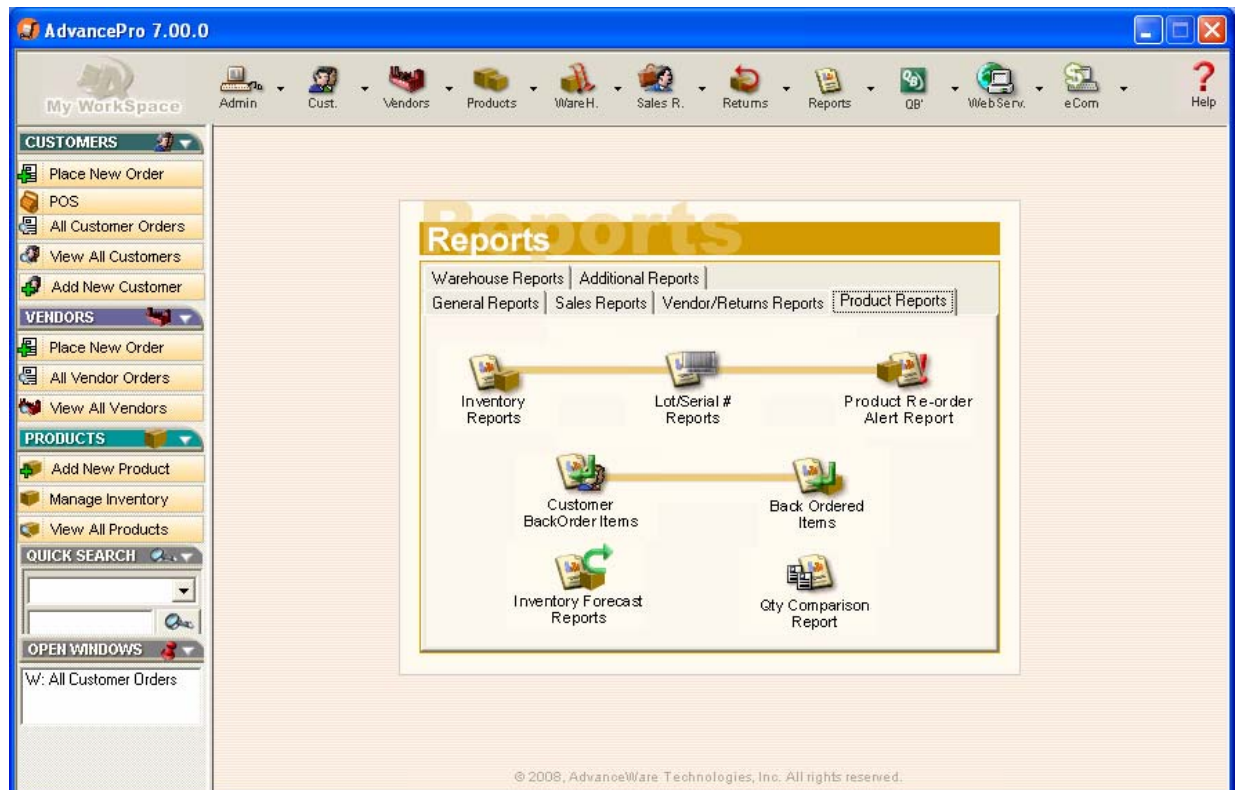 AdvancePro 7.00.0
My WorkSpace
Admin Cust. Vendors Products WareH. Sales R. Returns Reports QB' WebServ. eCom Help
CUSTOMERS
Place New Order
POS
All Customer Orders
View All Customers
Add New Customer
VENDORS
Place New Order
All Vendor Orders
View All Vendors
PRODUCTS
Add New Product
Manage Inventory
View All Products
QUICK SEARCH
OPEN WINDOWS
W: All Customer Orders
Reports
Reports
Warehouse Reports Additional Reports
General Reports Sales Reports Vendor/Returns Reports Product Reports
Inventory
Reports
Lot/Serial #
Reports
Product Re-order
Alert Report
Customer
BackOrder Items
Back Ordered
Items
Inventory Forecast
Reports
Qty Comparison
Report
© 2008, AdvanceWare Technologies, Inc. All rights reserved.